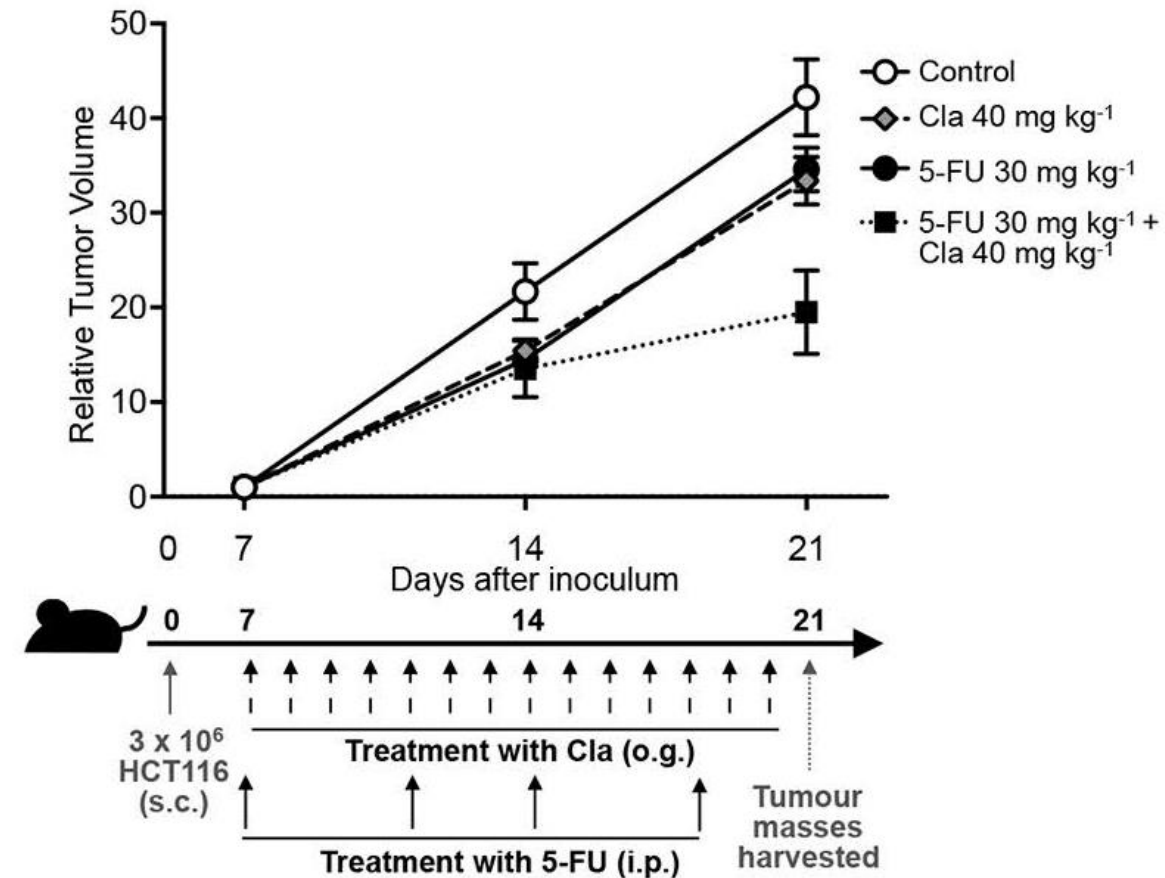 50
40
30
20
10
0
Relative Tumor Volume
Control
Cla 40 mg kg⁻¹
5-FU 30 mg kg⁻¹
5-FU 30 mg kg⁻¹ +
Cla 40 mg kg⁻¹
0 7 14 21
Days after inoculum
0 7 14 21
3 x 10⁶
HCT116
(s.c.)
Treatment with Cla (o.g.)
Treatment with 5-FU (i.p.)
Tumour
masses
harvested